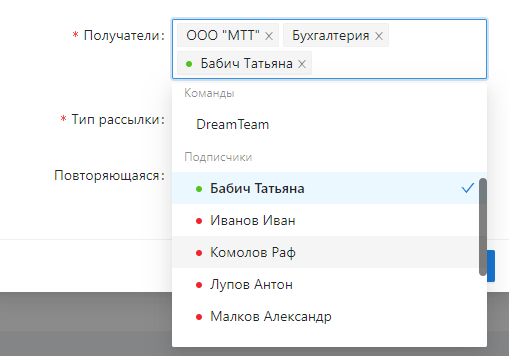 * Получатели: ООО "МТТ" × Бухгалтерия ×
Бабич Татьяна ×
Команды
* Тип рассылки:
DreamTeam
Подписчики
Повторяющаяся:
Бабич Татьяна
Иванов Иван
Комолов Раф
Лупов Антон
Малков Александр